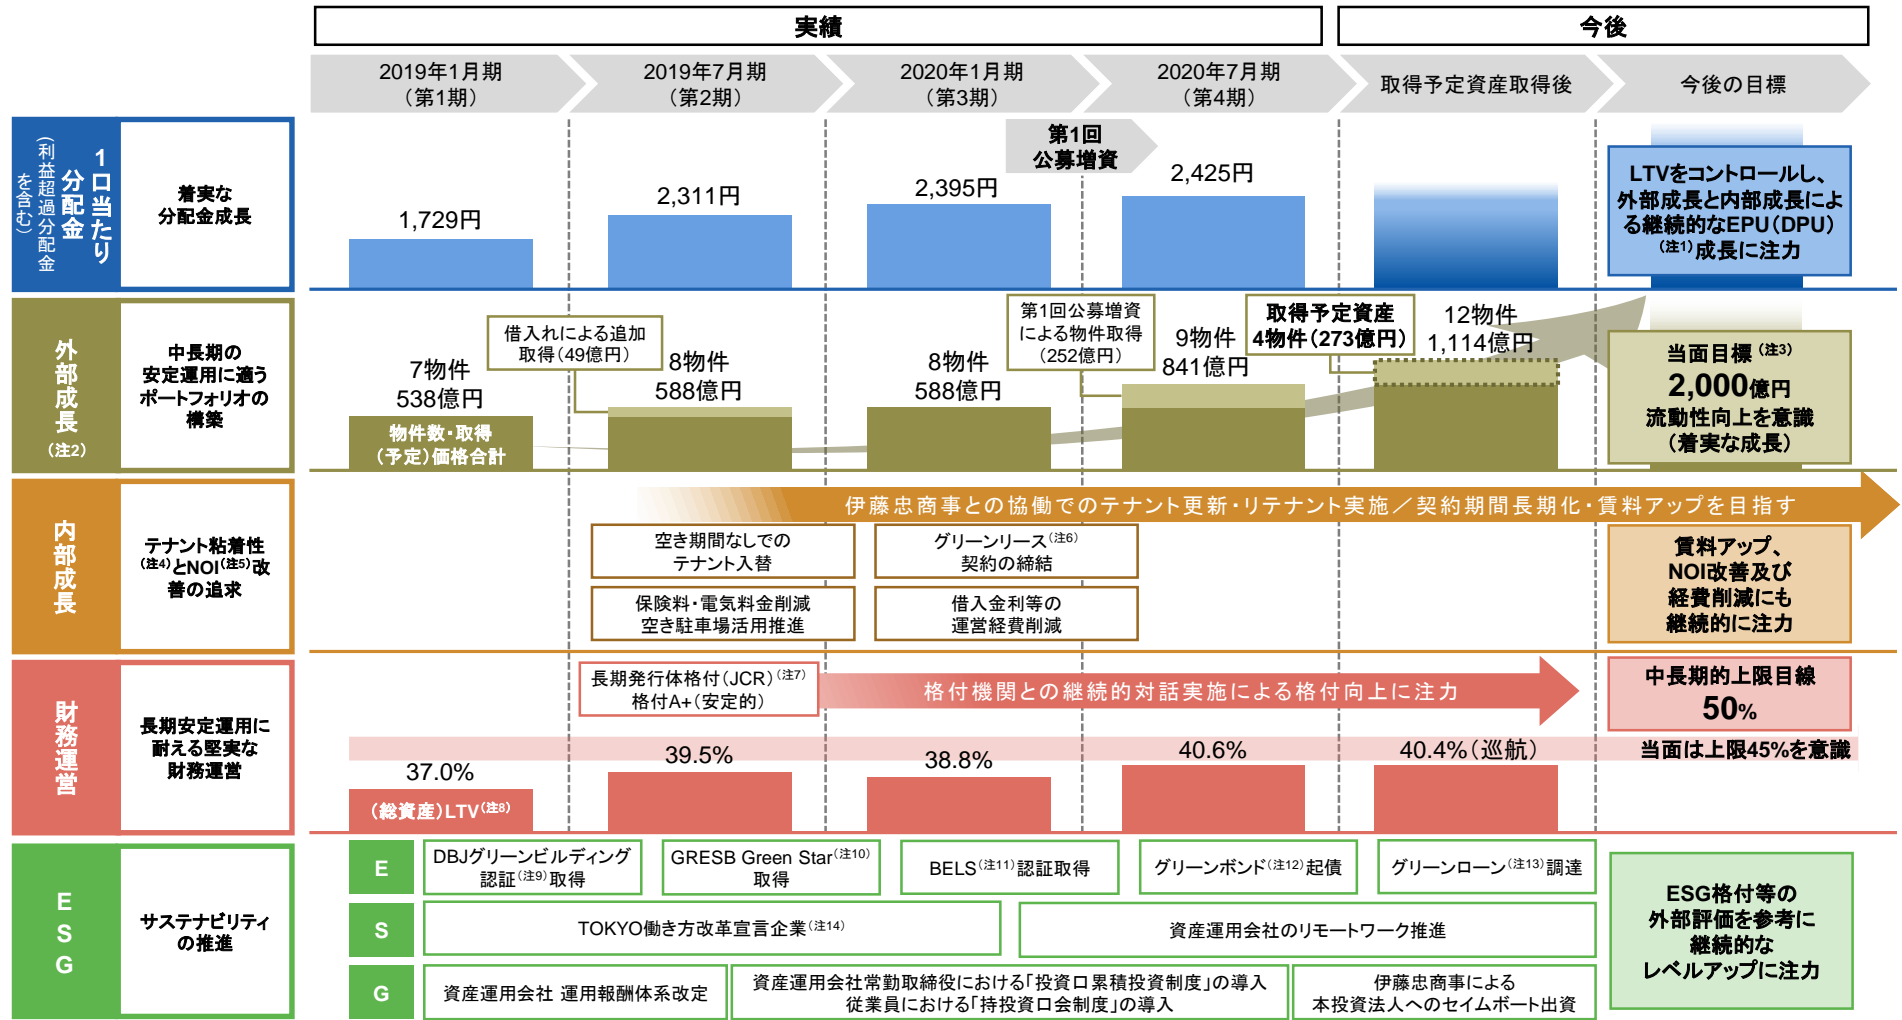 実績
今後
2019年1月期
（第1期）
2019年7月期
（第2期）
2020年1月期
（第3期）
2020年7月期
（第4期）
取得予定資産取得後
今後の目標
1口当たり
分配金
（利益超過分配金
を含む）
着実な
分配金成長
1,729円
2,311円
2,395円
第1回
公募増資
2,425円
LTVをコントロールし、
外部成長と内部成長によ
る継続的なEPU（DPU）
（注1）成長に注力
外部成長
（注2）
中長期の
安定運用に適う
ポートフォリオの
構築
7物件
538億円
物件数・取得
（予定）価格合計
借入れによる追加
取得（49億円）
8物件
588億円
8物件
588億円
第1回公募増資
による物件取得
（252億円）
9物件
841億円
取得予定資産
4物件（273億円）
12物件
1,114億円
当面目標（注3）
2,000億円
流動性向上を意識
（着実な成長）
内部成長
テナント粘着性
（注4）とNOI（注5）改
善の追求
伊藤忠商事との協働でのテナント更新・リテナント実施／契約期間長期化・賃料アップを目指す
空き期間なしでの
テナント入替
グリーンリース（注6）
契約の締結
保険料・電気料金削減
空き駐車場活用推進
借入金利等の
運営経費削減
賃料アップ、
NOI改善及び
経費削減にも
継続的に注力
財務運営
長期安定運用に
耐える堅実な
財務運営
長期発行体格付（JCR）（注7）
格付A+（安定的）
格付機関との継続的対話実施による格付向上に注力
中長期的上限目線
50%
37.0%
（総資産）LTV（注8）
39.5%
38.8%
40.6%
40.4%（巡航）
当面は上限45%を意識
ESG
サステナビリティ
の推進
E
DBJグリーンビルディング
認証（注9）取得
GRESB Green Star（注10）
取得
BELS（注11）認証取得
グリーンボンド（注12）起債
グリーンローン（注13）調達
S
TOKYO働き方改革宣言企業（注14）
資産運用会社のリモートワーク推進
G
資産運用会社 運用報酬体系改定
資産運用会社常勤取締役における「投資口累積投資制度」の導入
従業員における「持投資口会制度」の導入
伊藤忠商事による
本投資法人へのセイムボート出資
ESG格付等の
外部評価を参考に
継続的な
レベルアップに注力